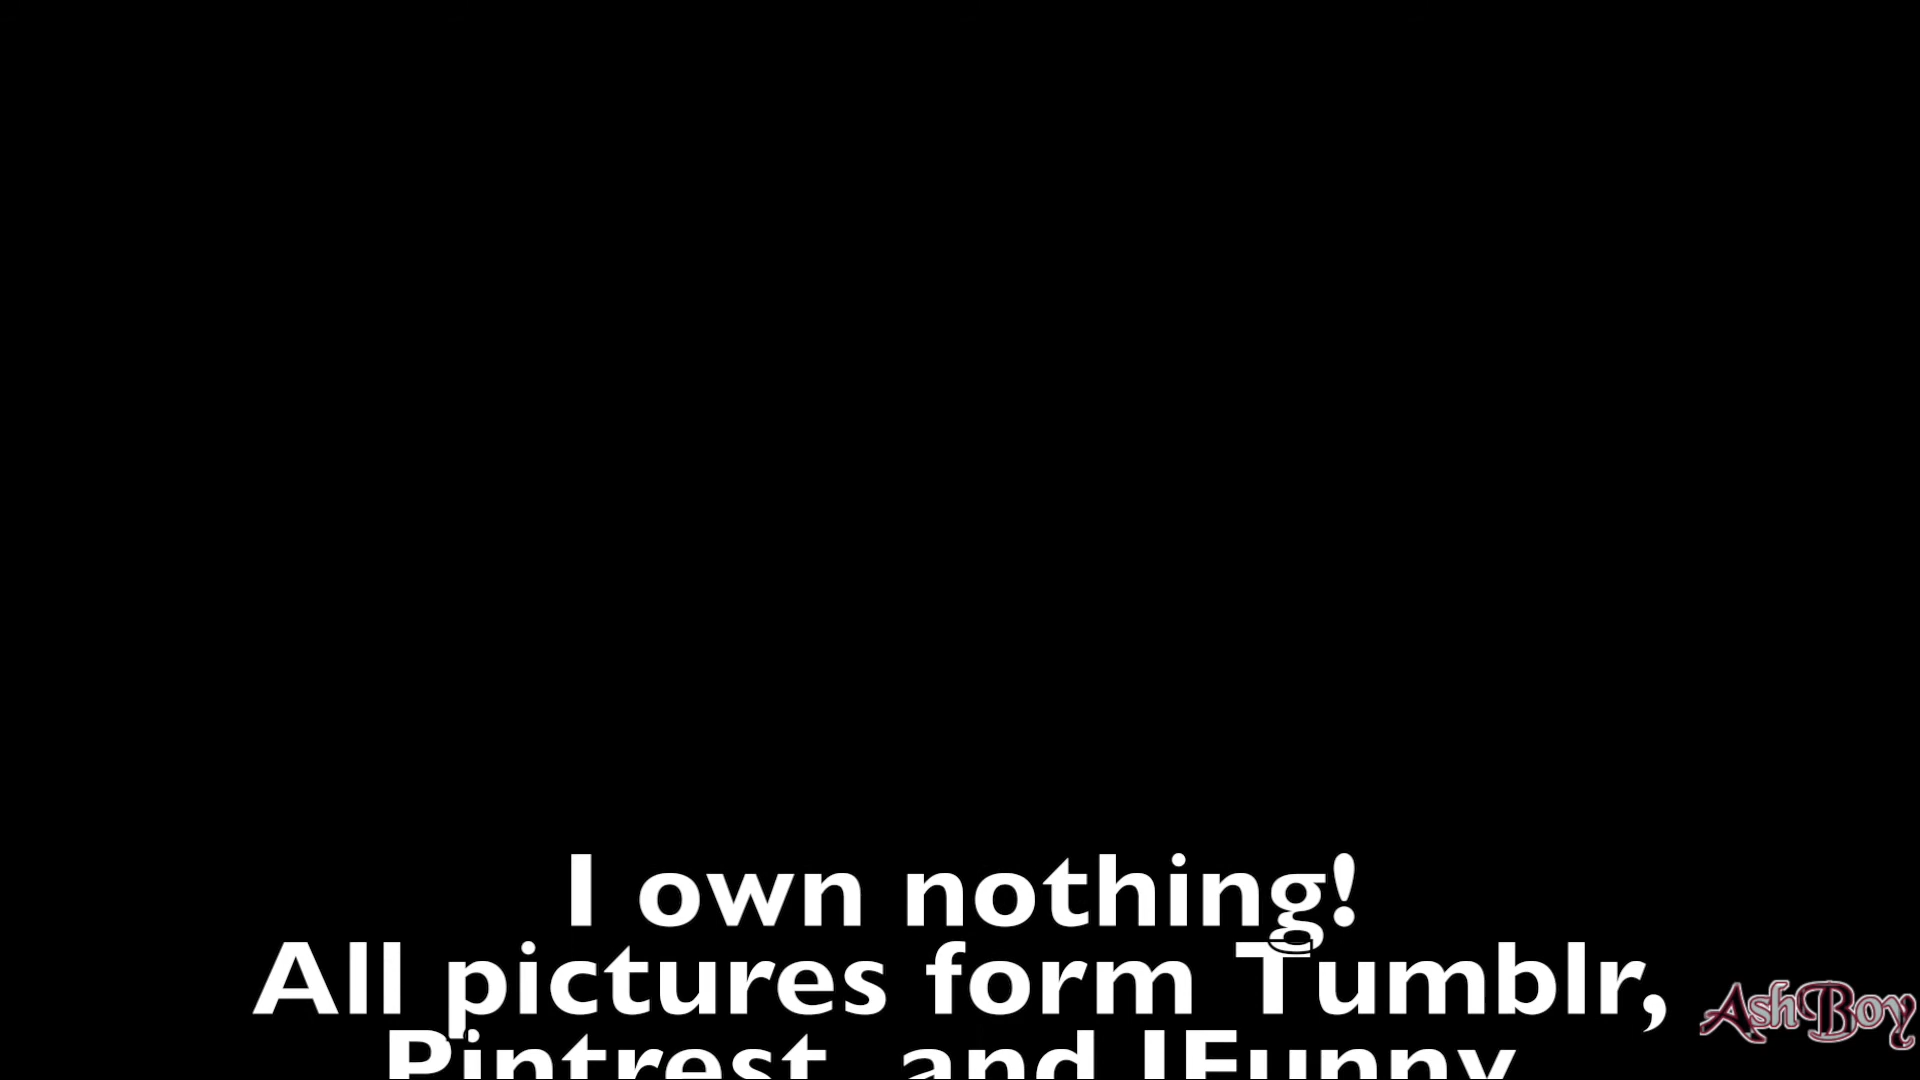 I own nothing!
All pictures form Tumblr,
Pintrest, and IFunny
AshBoy